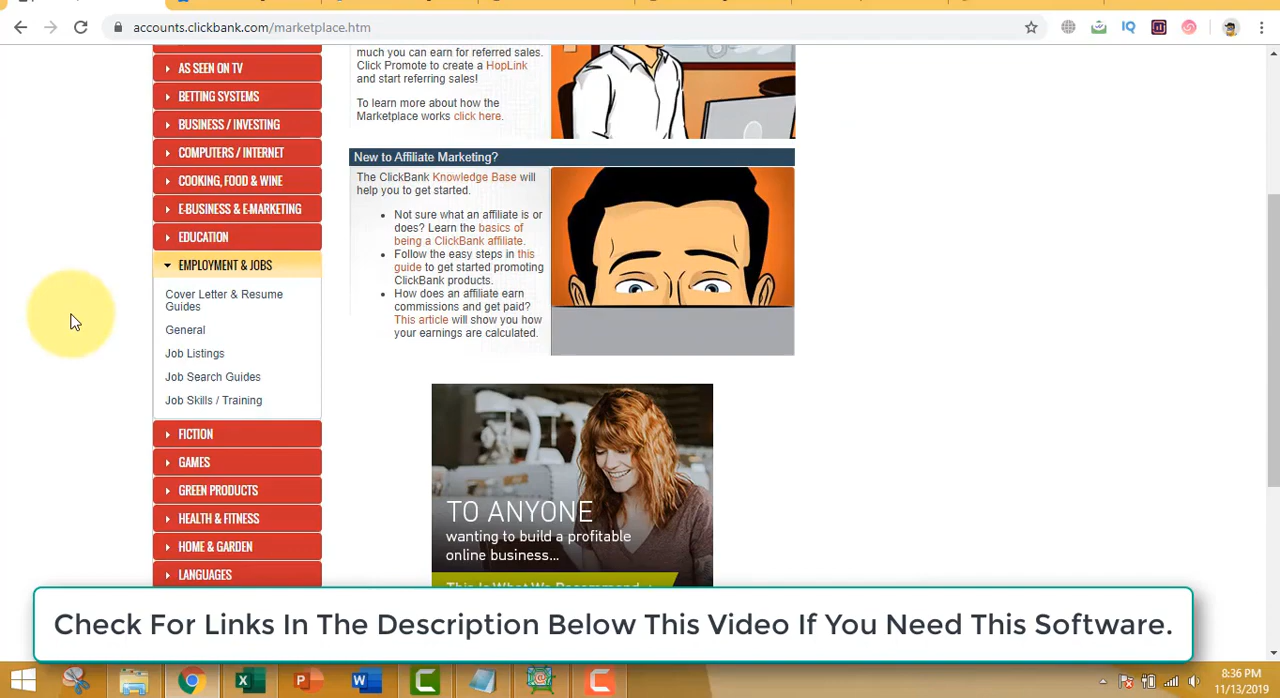 accounts.clickbank.com/marketplace.htm
IQ
AS SEEN ON TV
BETTING SYSTEMS
BUSINESS / INVESTING
COMPUTERS / INTERNET
COOKING, FOOD & WINE
E-BUSINESS & E-MARKETING
EDUCATION
EMPLOYMENT & JOBS
Cover Letter & Resume
Guides
General
Job Listings
Job Search Guides
Job Skills / Training
FICTION
GAMES
GREEN PRODUCTS
HEALTH & FITNESS
HOME & GARDEN
LANGUAGES
much you can earn for referred sales.
Click Promote to create a HopLink
and start referring sales!
To learn more about how the
Marketplace works click here.
New to Affiliate Marketing?
The ClickBank Knowledge Base will
help you to get started.
Not sure what an affiliate is or
does? Learn the basics of
being a ClickBank affiliate.
Follow the easy steps in this
guide to get started promoting
ClickBank products.
How does an affiliate earn
commissions and get paid?
This article will show you how
your earnings are calculated.
TO ANYONE
wanting to build a profitable
online business...
This Is What We Recommend
Check For Links In The Description Below This Video If You Need This Software.
8:36 PM
11/13/2019